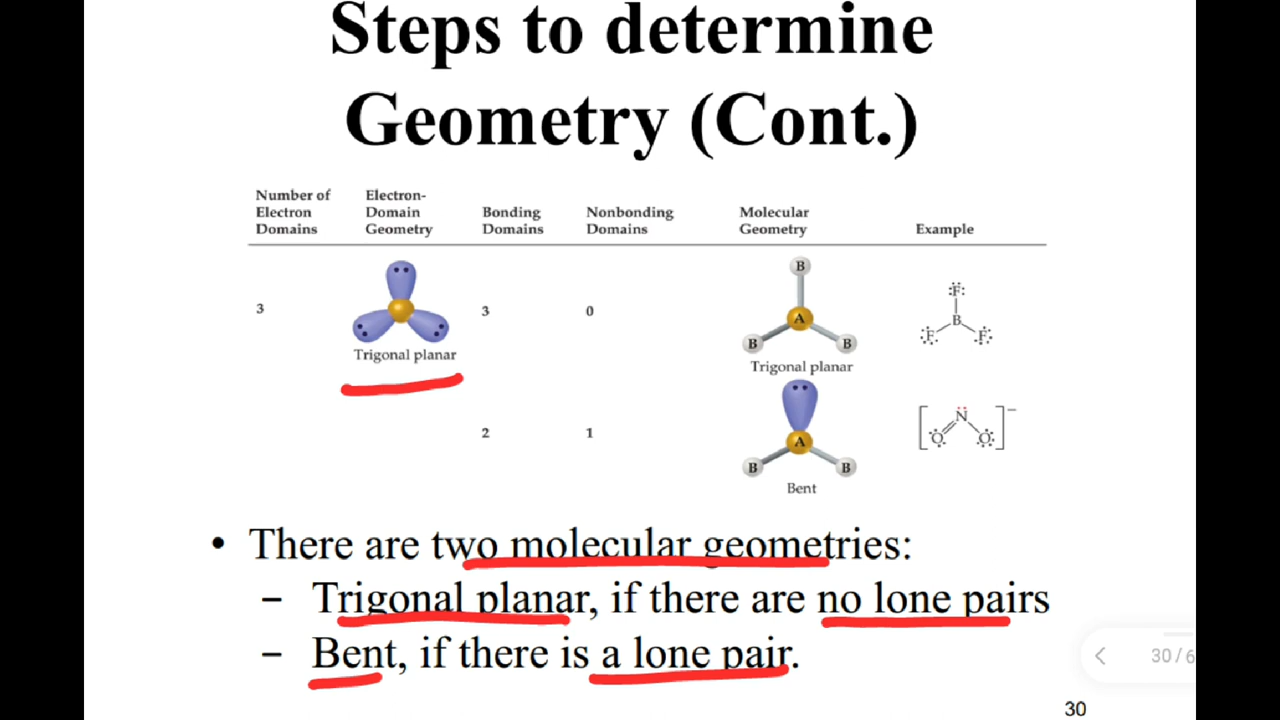 Steps to determine
Geometry (Cont.)
Number of Electron Domains
Electron-Domain Geometry
Bonding Domains
Nonbonding Domains
Molecular Geometry
Example
3
Trigonal planar
3
0
B
A
B
B
Trigonal planar
:F:
B
:F
F:
2
1
A
B
B
Bent
[O=N-O]⁻
• There are two molecular geometries:
– Trigonal planar, if there are no lone pairs
– Bent, if there is a lone pair.
< 30 / 6
30